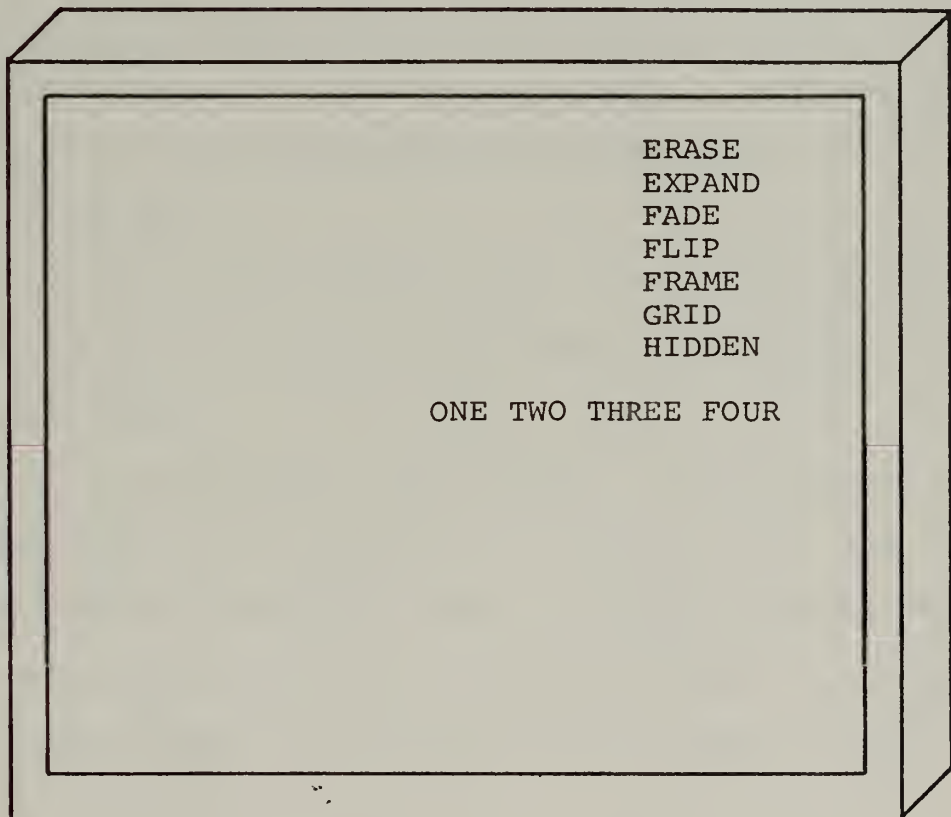 ERASE
EXPAND
FADE
FLIP
FRAME
GRID
HIDDEN
ONE TWO THREE FOUR